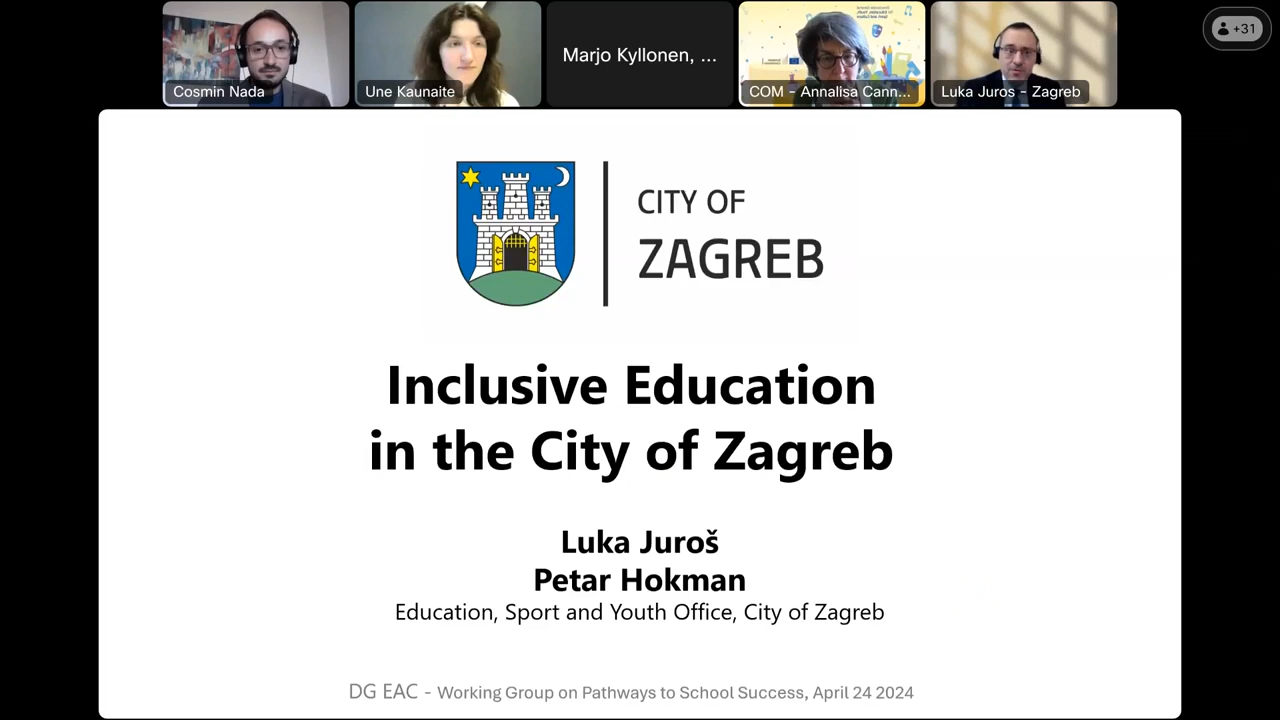 Cosmin Nada
Une Kaunaite
Marjo Kyllonen, ...
COM - Annalisa Cann...
Luka Juros - Zagreb
+31
CITY OF
ZAGREB
Inclusive Education
in the City of Zagreb
Luka Juroš
Petar Hokman
Education, Sport and Youth Office, City of Zagreb
DG EAC - Working Group on Pathways to School Success, April 24 2024